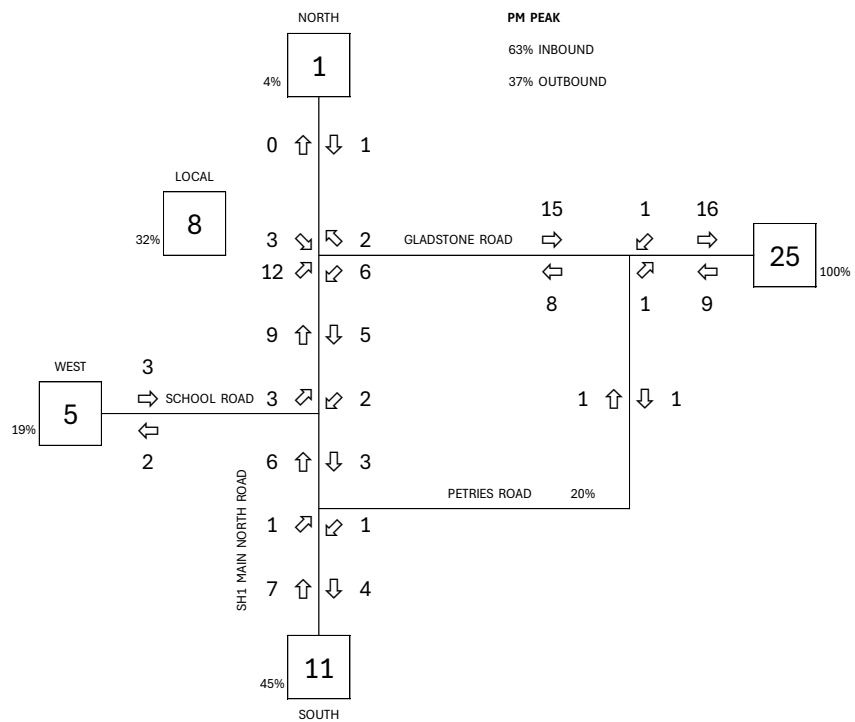 NORTH
PM PEAK
1
63% INBOUND
4%
37% OUTBOUND
0 1
LOCAL
8
32%
15 1 16
3 2 GLADSTONE ROAD
25
12 6
100%
8 1 9
9 5
WEST
3
5
SCHOOL ROAD 3 2
1 1
19%
2
6 3
PETRIES ROAD 20%
SH1 MAIN NORTH ROAD
1 1
7 4
11
45%
SOUTH